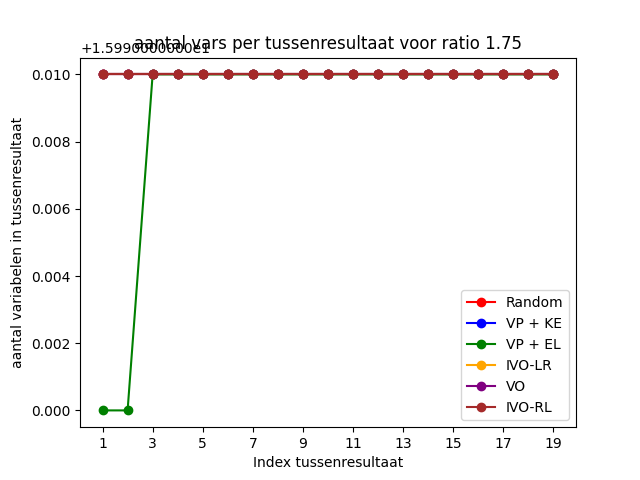 aantal vars per tussenresultaat voor ratio 1.75
+1.5990000000e1
0.010
0.008
0.006
0.004
0.002
0.000
aantal variabelen in tussenresultaat
1 3 5 7 9 11 13 15 17 19
Index tussenresultaat
Random
VP + KE
VP + EL
IVO-LR
VO
IVO-RL